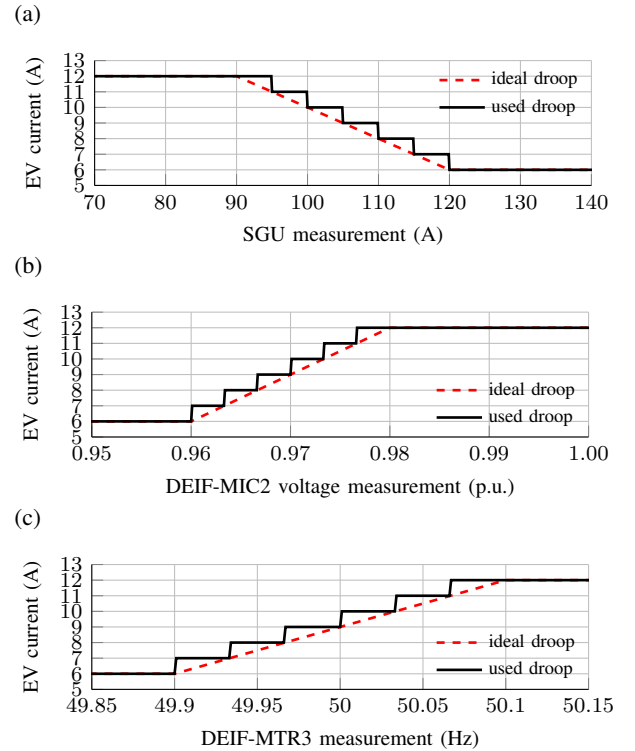 (a)
13
12
11
10
9
8
7
6
5
EV current (A)
ideal droop
used droop
70 80 90 100 110 120 130 140
SGU measurement (A)
(b)
13
12
11
10
9
8
7
6
5
EV current (A)
ideal droop
used droop
0.95 0.96 0.97 0.98 0.99 1.00
DEIF-MIC2 voltage measurement (p.u.)
(c)
13
12
11
10
9
8
7
6
5
EV current (A)
ideal droop
used droop
49.85 49.9 49.95 50 50.05 50.1 50.15
DEIF-MTR3 measurement (Hz)